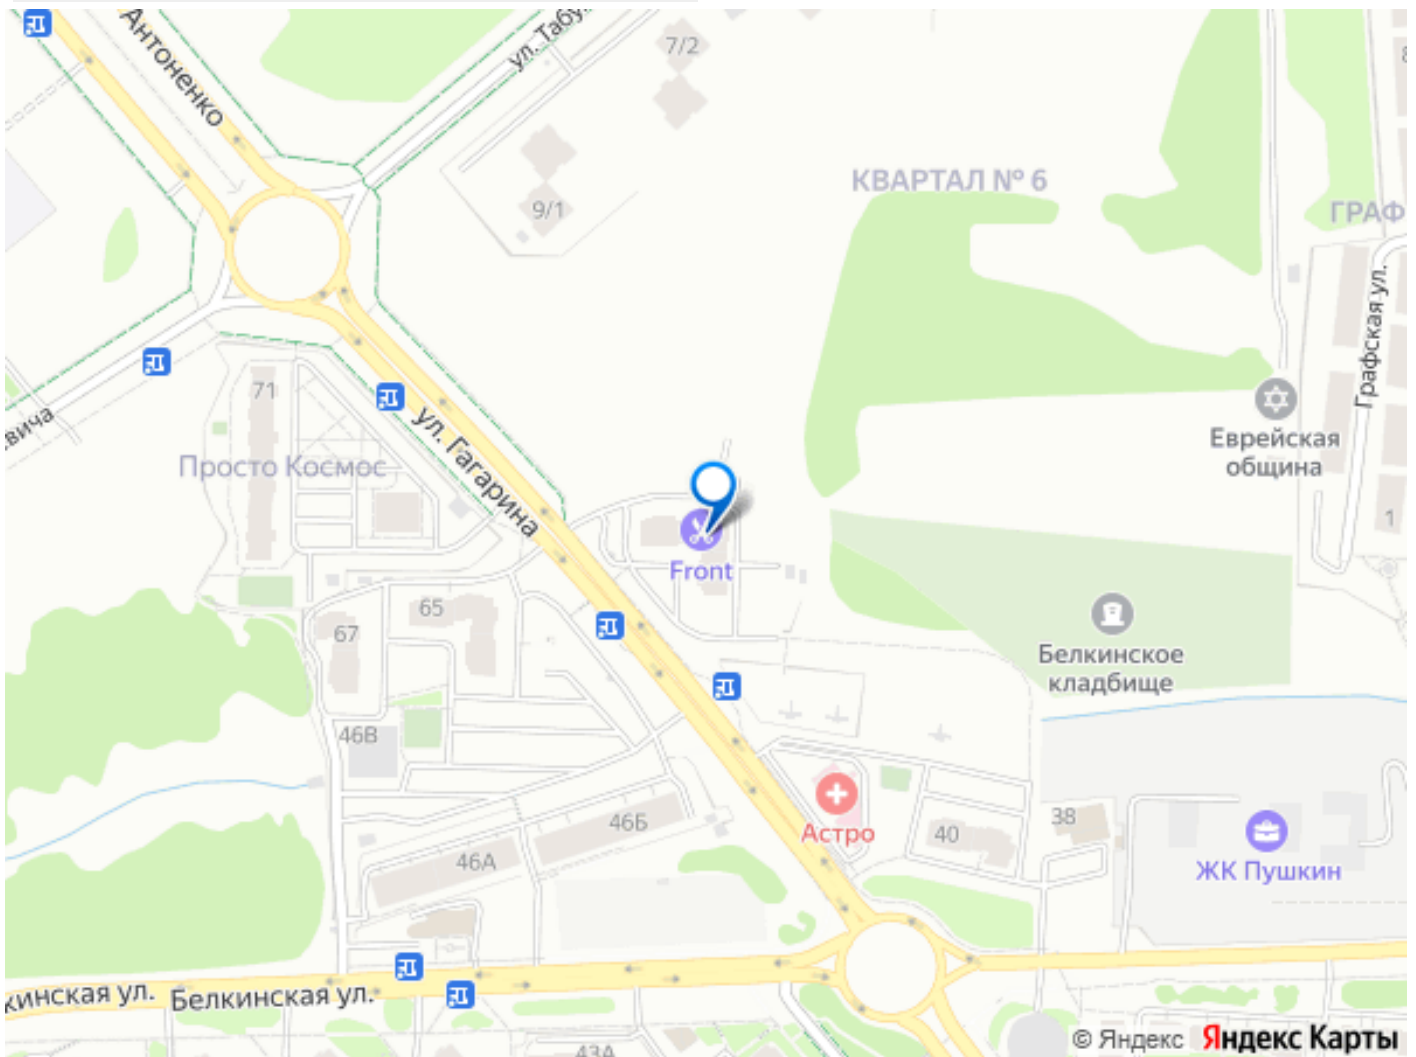 Антоненко
ул. Табу
7/2
9/1
КВАРТАЛ № 6
ГРАФ
Графская ул.
71
вича
Просто Космос
ул. Гагарина
Front
Еврейская
община
1
65
67
Белкинское
кладбище
46В
46Б
46А
Астро
40
38
ЖК Пушкин
кинская ул.
Белкинская ул.
43А
© Яндекс Яндекс Карты